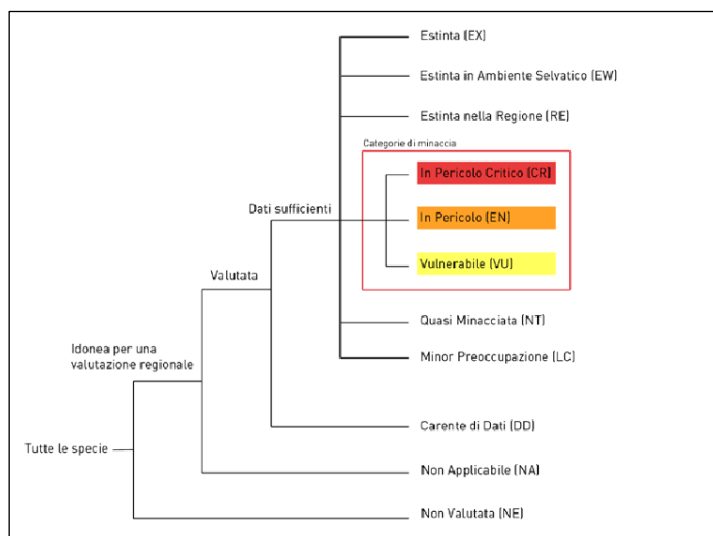 Estinta (EX)
Estinta in Ambiente Selvatico (EW)
Estinta nella Regione (RE)
Categorie di minaccia
In Pericolo Critico (CR)
Dati sufficienti
In Pericolo (EN)
Vulnerabile (VU)
Valutata
Quasi Minacciata (NT)
Idonea per una
valutazione regionale
Minor Preoccupazione (LC)
Carente di Dati (DD)
Tutte le specie
Non Applicabile (NA)
Non Valutata (NE)